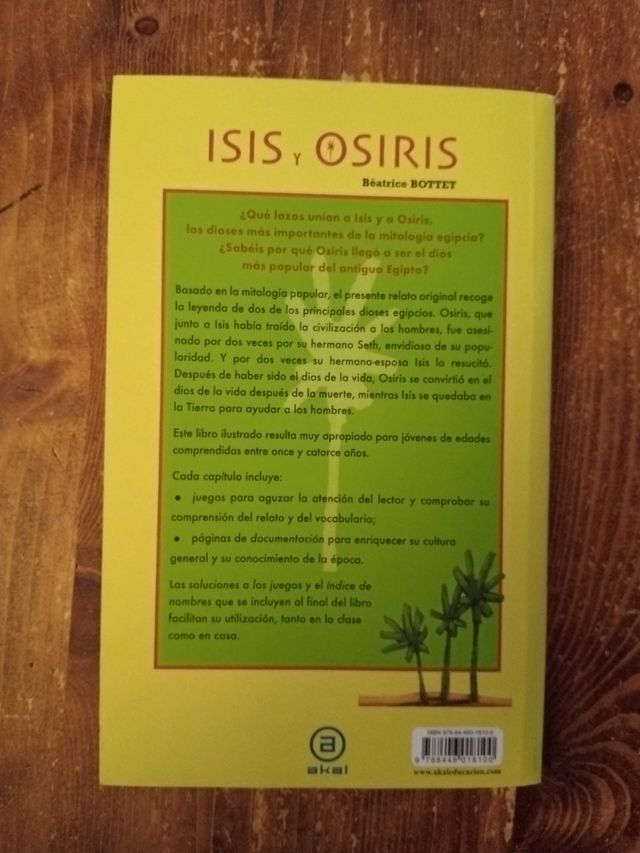 ISIS Y OSIRIS
Béatrice BOTTET
¿Qué lazos unían a Isis y a Osiris,
los dioses más importantes de la mitología egipcia?
¿Sabéis por qué Osiris llegó a ser el dios
más popular del antiguo Egipto?
Basado en la mitología popular, el presente relato original recoge
la leyenda de dos de los principales dioses egipcios. Osiris, que
junto a Isis había traído la civilización a los hombres, fue asesi-
nado por dos veces por su hermano Seth, envidioso de su popu-
laridad. Y por dos veces su hermana-esposa Isis lo resucitó.
Después de haber sido el dios de la vida, Osiris se convirtió en el
dios de la vida después de la muerte, mientras Isis se quedaba en
la Tierra para ayudar a los hombres.
Este libro ilustrado resulta muy apropiado para jóvenes de edades
comprendidas entre once y catorce años.
Cada capítulo incluye:
• juegos para aguzar la atención del lector y comprobar su
comprensión del relato y del vocabulario;
• páginas de documentación para enriquecer su cultura
general y su conocimiento de la época.
Las soluciones a los juegos y el índice de
nombres que se incluyen al final del libro
facilitan su utilización, tanto en la clase
como en casa.
a
akal
ISBN 978-84-460-1810-0
9 788446 018100
www.akaleducacion.com